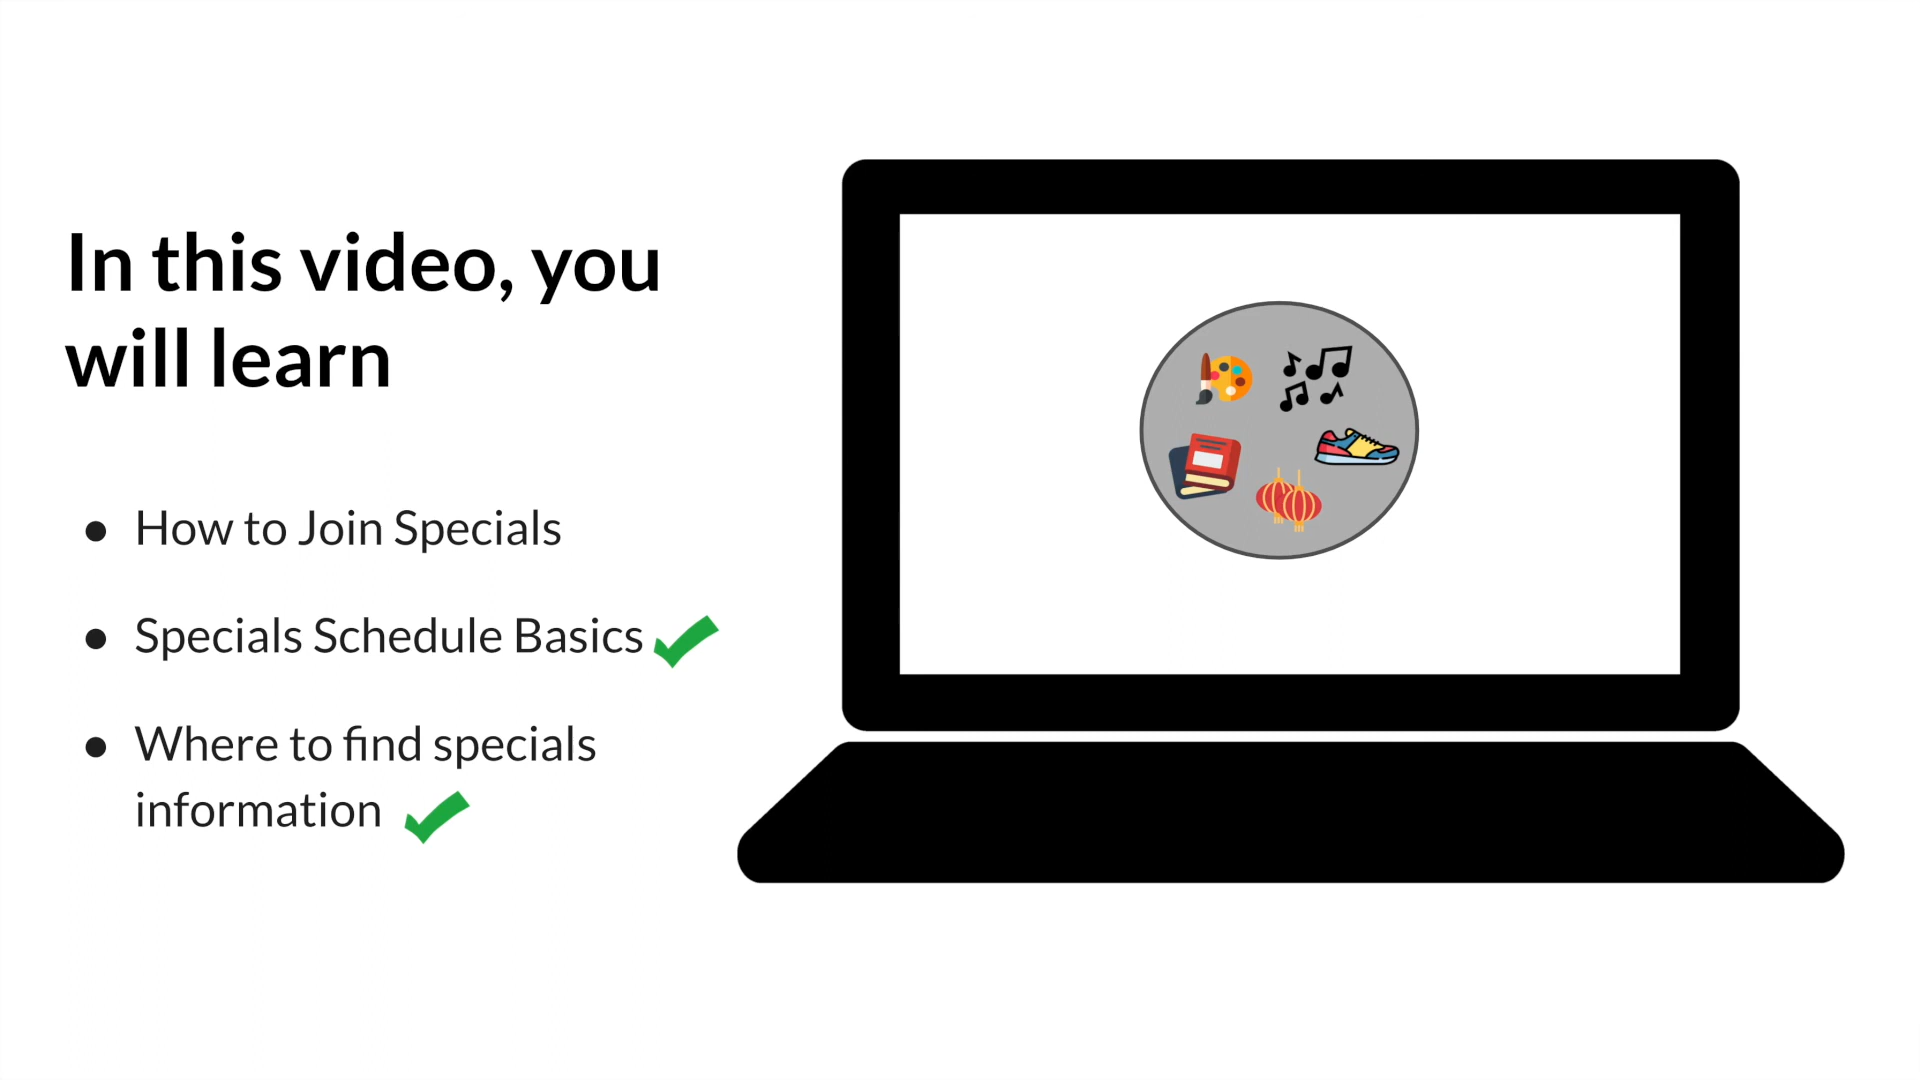 In this video, you
will learn
● How to Join Specials
● Specials Schedule Basics
● Where to find specials
information